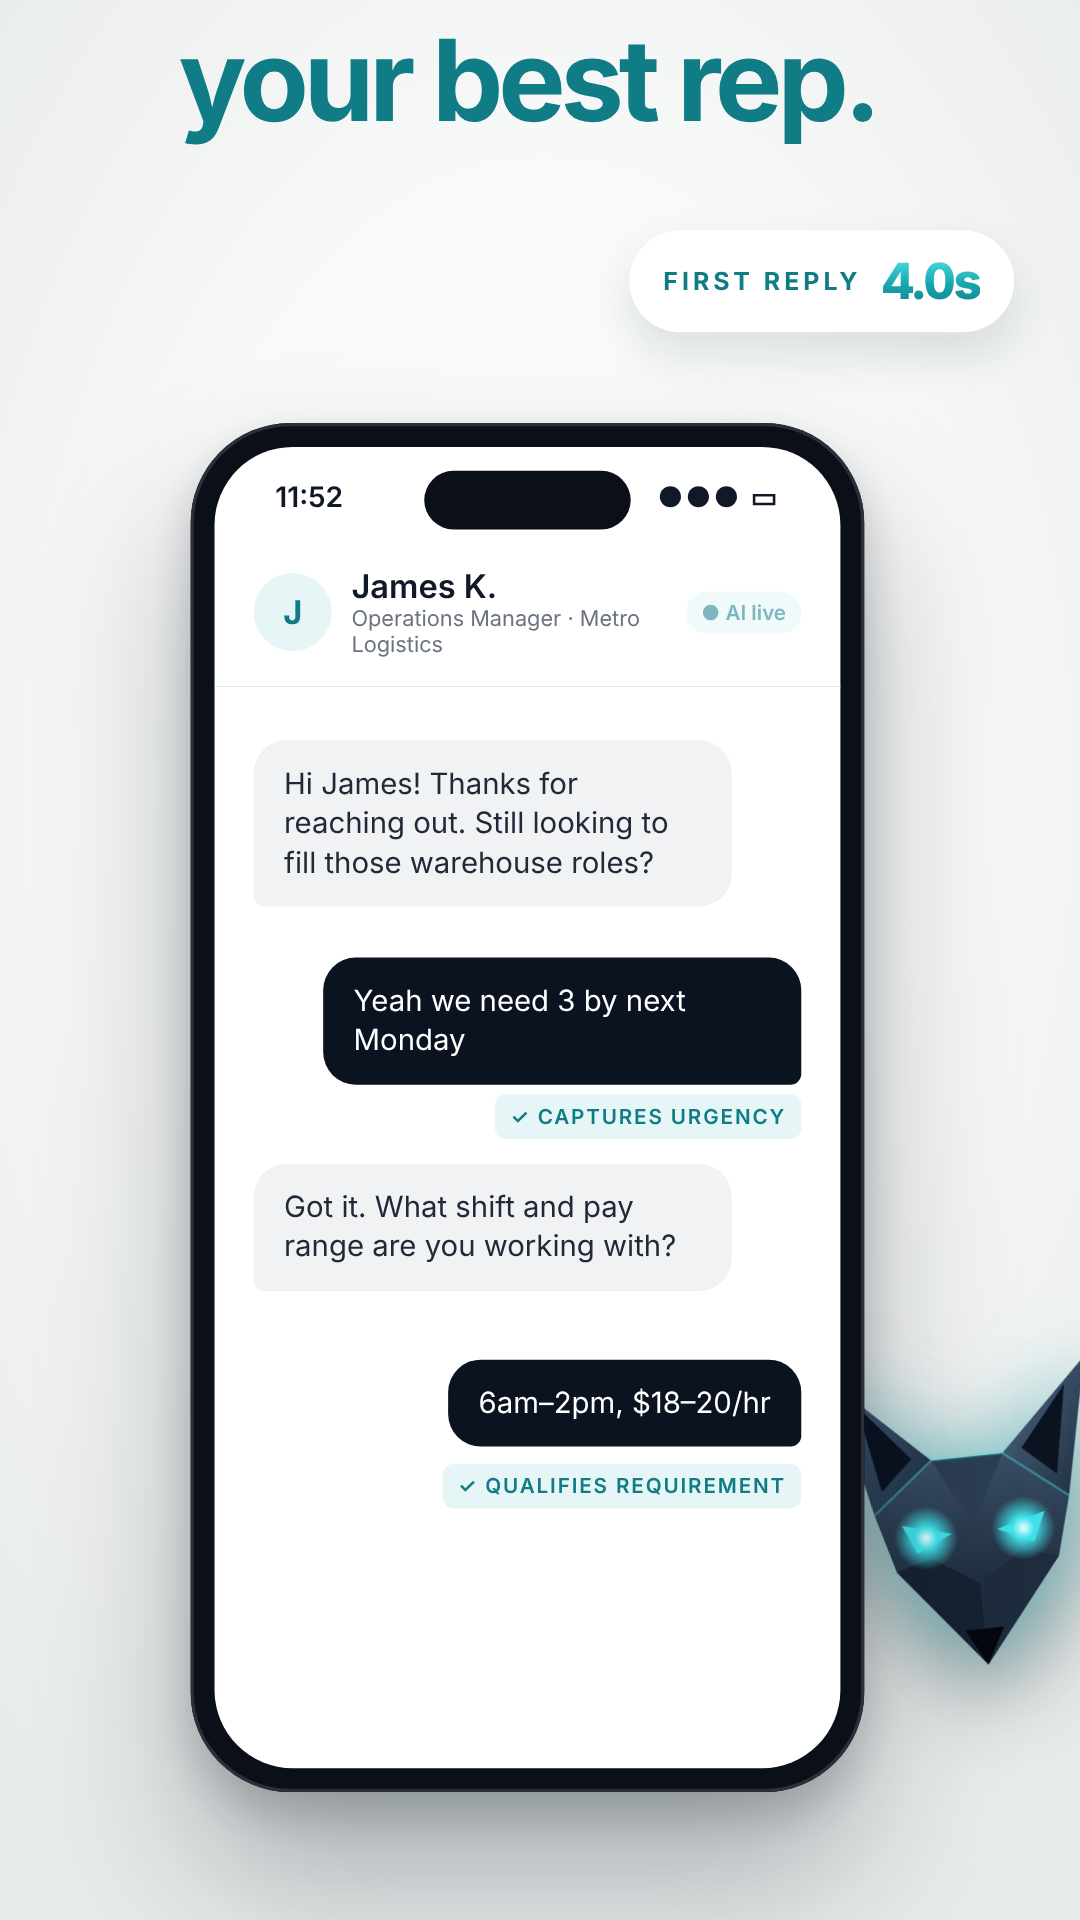 your best rep.
FIRST REPLY 4.0s
11:52
J
James K.
Operations Manager · Metro
Logistics
AI live
Hi James! Thanks for
reaching out. Still looking to
fill those warehouse roles?
Yeah we need 3 by next
Monday
✓ CAPTURES URGENCY
Got it. What shift and pay
range are you working with?
6am–2pm, $18–20/hr
✓ QUALIFIES REQUIREMENT